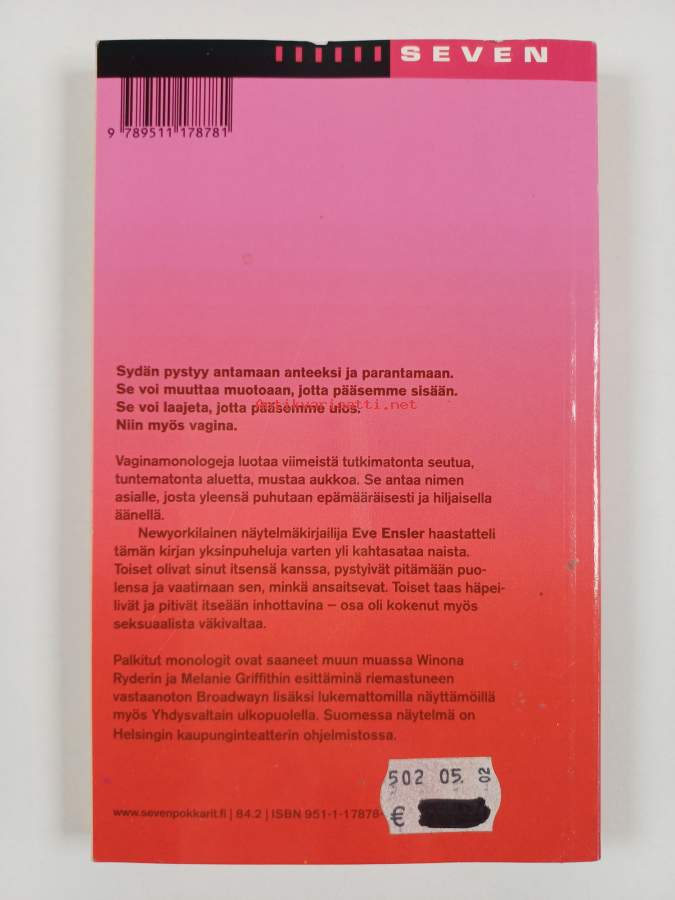 SEVEN
9 789511 178781
Sydän pystyy antamaan anteeksi ja parantamaan.
Se voi muuttaa muotoaan, jotta pääsemme sisään.
Se voi laajeta, jotta pääsemme ulos.
Antikvariaatti.net
Niin myös vagina.
Vaginamonologeja luotaa viimeistä tutkimatonta seutua,
tuntematonta aluetta, mustaa aukkoa. Se antaa nimen
asialle, josta yleensä puhutaan epämääräisesti ja hiljaisella
äänellä.
Newyorkilainen näytelmäkirjailija Eve Ensler haastatteli
tämän kirjan yksinpuheluja varten yli kahtasataa naista.
Toiset olivat sinut itsensä kanssa, pystyivät pitämään puo-
lensa ja vaatimaan sen, minkä ansaitsevat. Toiset taas häpei-
livät ja pitivät itseään inhottavina – osa oli kokenut myös
seksuaalista väkivaltaa.
Palkitut monologit ovat saaneet muun muassa Winona
Ryderin ja Melanie Griffithin esittäminä riemastuneen
vastaanoton Broadwayn lisäksi lukemattomilla näyttämöillä
myös Yhdysvaltain ulkopuolella. Suomessa näytelmä on
Helsingin kaupunginteatterin ohjelmistossa.
502 05. 02
€
www.sevenpokkarit.fi | 84.2 | ISBN 951-1-17878-